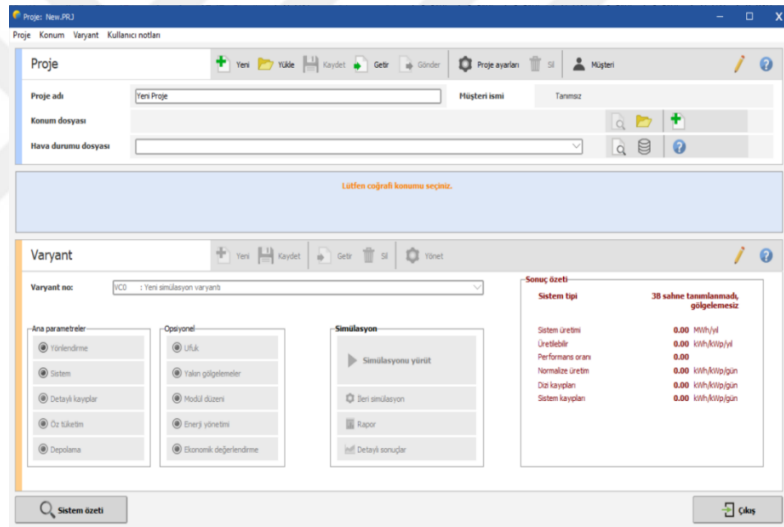 Proje: New.PRJ
Proje Konum Varyant Kullanıcı notları
Proje
Yeni Yükle Kaydet Getir Gönder Proje ayarları Sil Müşteri
Proje adı Yeni Proje Müşteri ismi Tanımsız
Konum dosyası
Hava durumu dosyası
Lütfen coğrafi konumu seçiniz.
Varyant
Yeni Kaydet Getir Sil Yönet
Varyant no: VC0 : Yeni simülasyon varyantı
Ana parametreler
Yönlendirme
Sistem
Detaylı kayıplar
Öz tüketim
Depolama
Opsiyonel
Ufuk
Yakın gölgelemeler
Modül düzeni
Enerji yönetimi
Ekonomik değerlendirme
Simülasyon
Simülasyonu yürüt
İleri simülasyon
Rapor
Detaylı sonuçlar
Sonuç özeti
Sistem tipi 3B sahne tanımlanmadı,
gölgelemesiz
Sistem üretimi 0.00 MWh/yıl
Üretilebilir 0.00 kWh/kWp/yıl
Performans oranı 0.00
Normalize üretim 0.00 kWh/kWp/gün
Dizi kayıpları 0.00 kWh/kWp/gün
Sistem kayıpları 0.00 kWh/kWp/gün
Sistem özeti
Çıkış